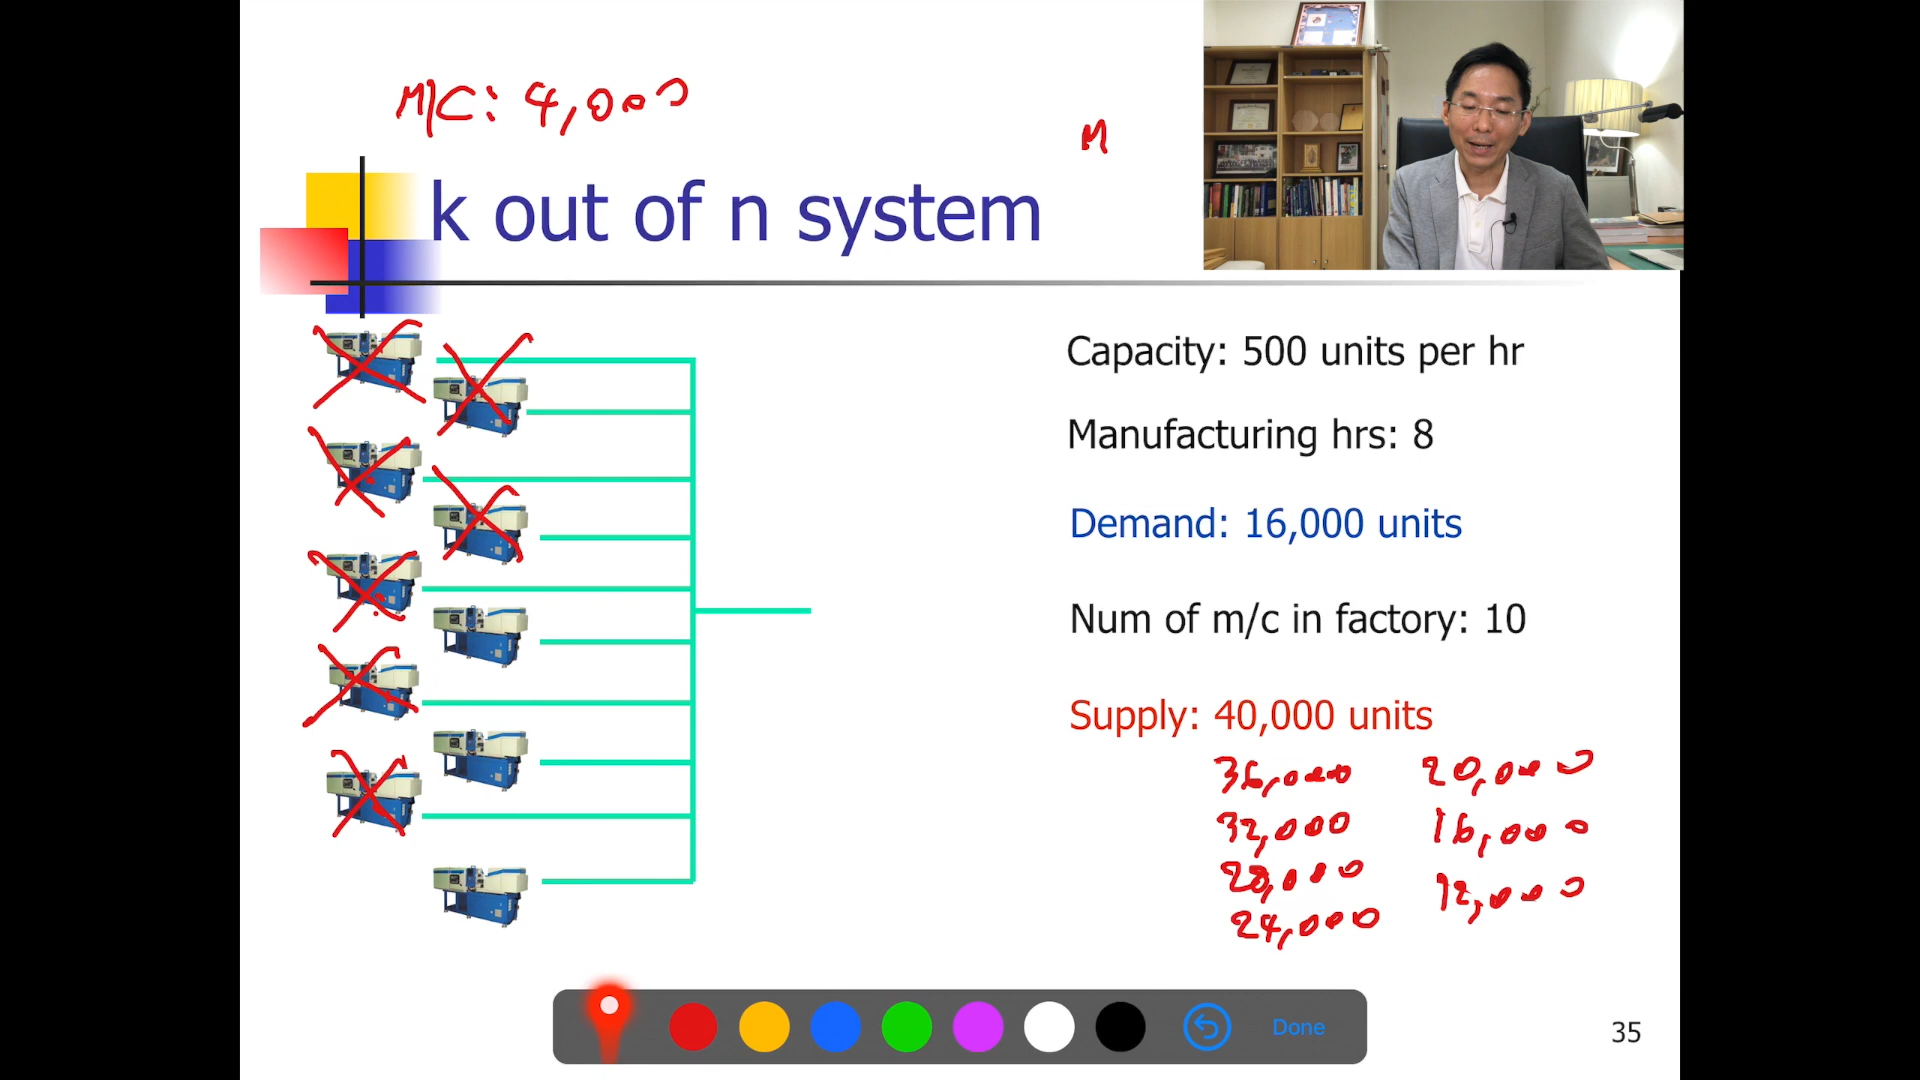 M/C: 4,000
M
k out of n system
Capacity: 500 units per hr
Manufacturing hrs: 8
Demand: 16,000 units
Num of m/c in factory: 10
Supply: 40,000 units
36,000
32,000
28,000
24,000
20,000
16,000
12,000
Done
35